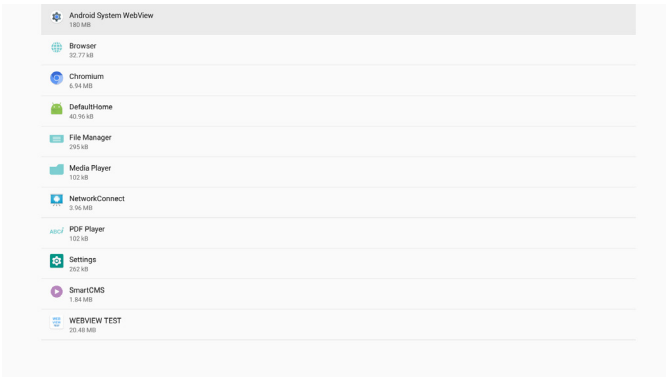 Android System WebView
180 MB
Browser
32.77 kB
Chromium
6.94 MB
DefaultHome
40.96 kB
File Manager
295 kB
Media Player
102 kB
NetworkConnect
3.96 MB
PDF Player
102 kB
Settings
262 kB
SmartCMS
1.84 MB
WEBVIEW TEST
20.48 MB